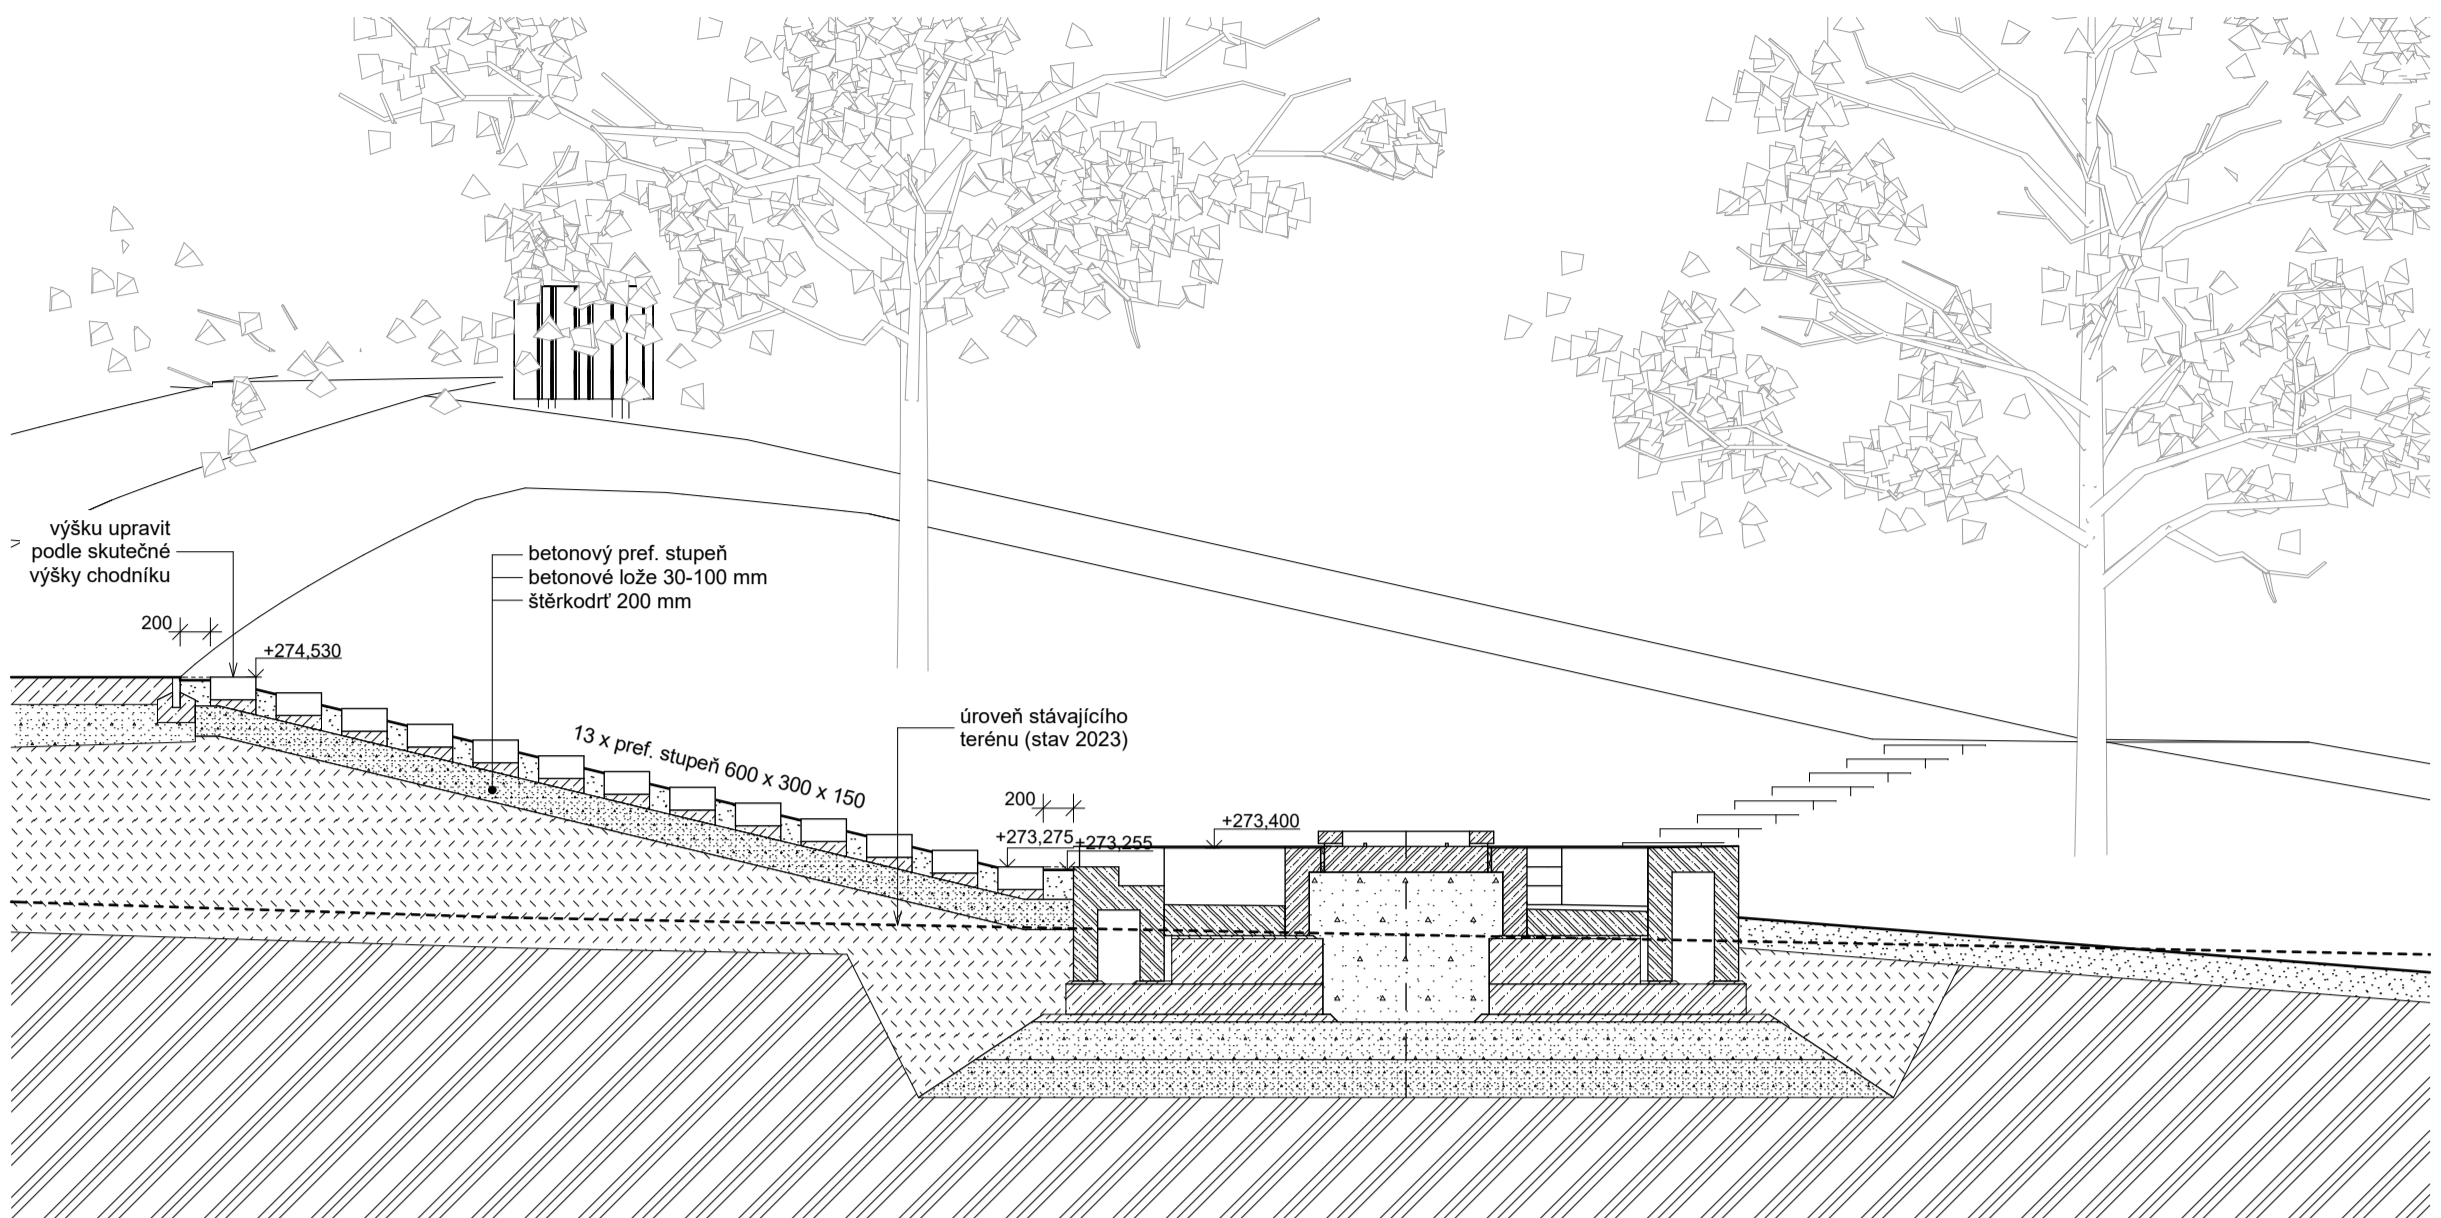 výšku upravit
podle skutečné
výšky chodníku
betonový pref. stupeň
betonové lože 30-100 mm
štěrkodrť 200 mm
200
+274,530
13 x pref. stupeň 600 x 300 x 150
úroveň stávajícího
terénu (stav 2023)
200
+273,275
+273,255
+273,400